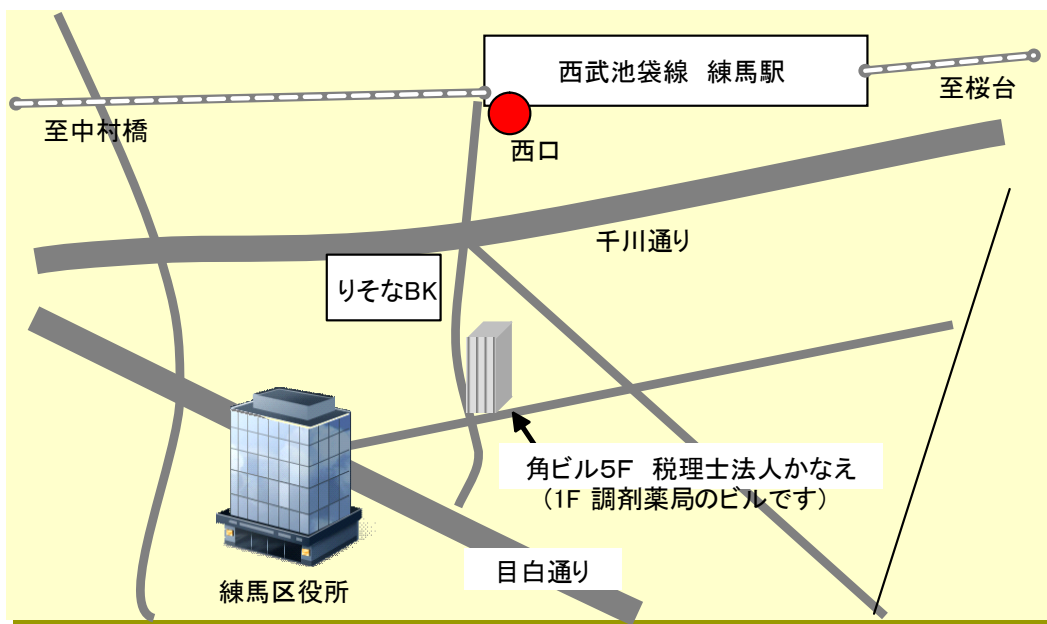 西武池袋線 練馬駅
至桜台
至中村橋
西口
千川通り
りそなBK
角ビル5F 税理士法人かなえ
(1F 調剤薬局のビルです)
目白通り
練馬区役所